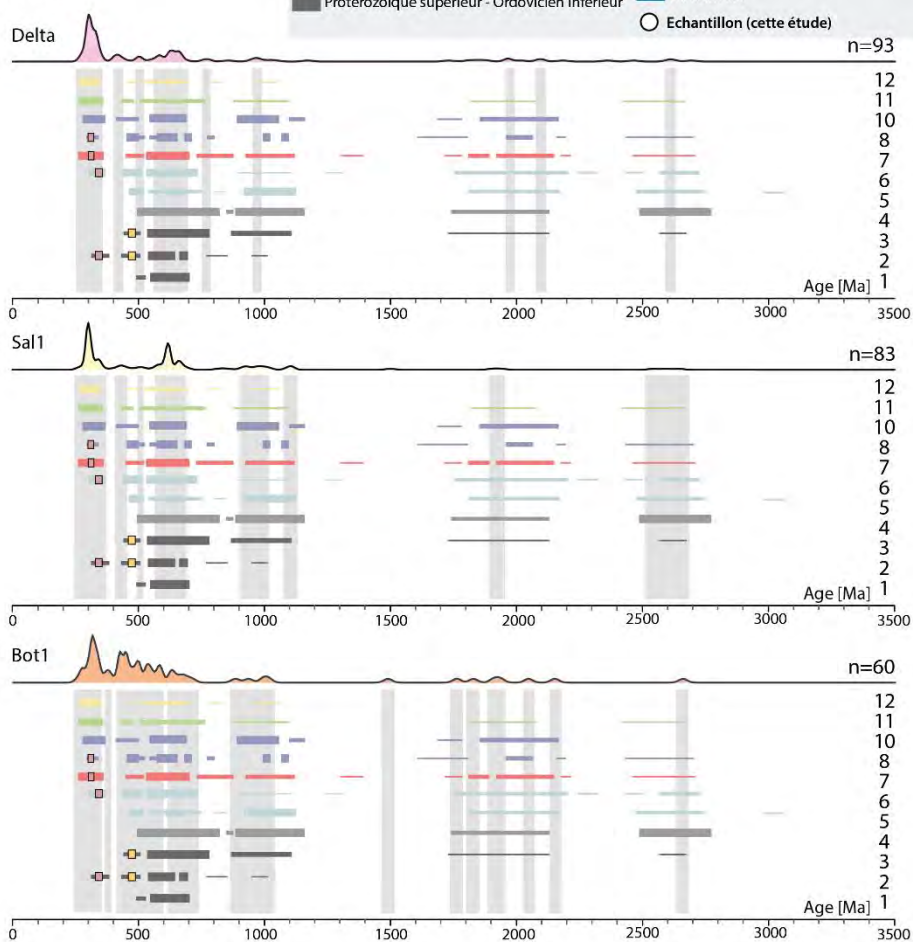 Protérozoïque supérieur - Ordovicien inférieur
Echantillon (cette étude)
Delta
n=93
12
11
10
8
7
6
5
4
3
2
1
Age [Ma]
0 500 1000 1500 2000 2500 3000 3500
Sal1
n=83
12
11
10
8
7
6
5
4
3
2
1
Age [Ma]
0 500 1000 1500 2000 2500 3000 3500
Bot1
n=60
12
11
10
8
7
6
5
4
3
2
1
Age [Ma]
0 500 1000 1500 2000 2500 3000 3500